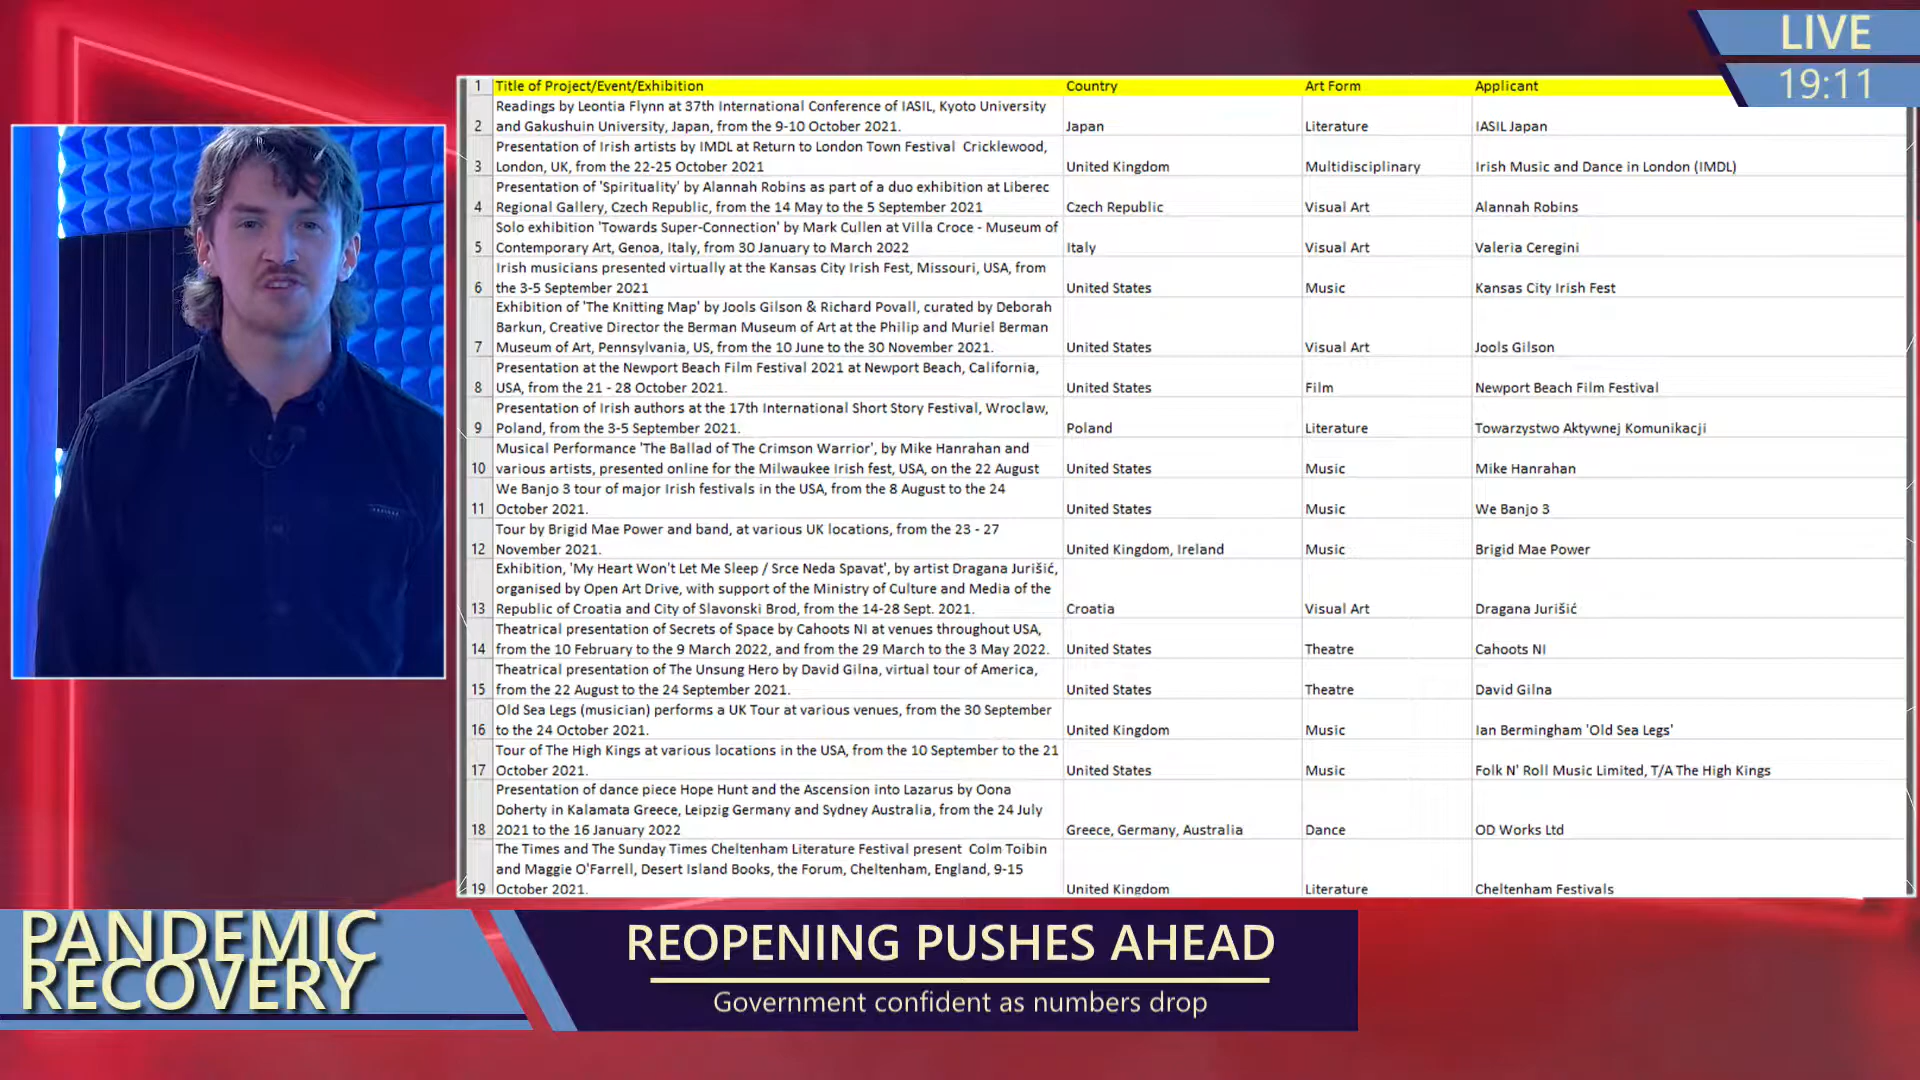 LIVE
19:11
1 Title of Project/Event/Exhibition Country Art Form Applicant
Readings by Leontia Flynn at 37th International Conference of IASIL, Kyoto University
2 and Gakushuin University, Japan, from the 9-10 October 2021. Japan Literature IASIL Japan
Presentation of Irish artists by IMDL at Return to London Town Festival Cricklewood,
3 London, UK, from the 22-25 October 2021 United Kingdom Multidisciplinary Irish Music and Dance in London (IMDL)
Presentation of 'Spirituality' by Alannah Robins as part of a duo exhibition at Liberec
4 Regional Gallery, Czech Republic, from the 14 May to the 5 September 2021 Czech Republic Visual Art Alannah Robins
Solo exhibition 'Towards Super-Connection' by Mark Cullen at Villa Croce - Museum of
5 Contemporary Art, Genoa, Italy, from 30 January to March 2022 Italy Visual Art Valeria Ceregini
Irish musicians presented virtually at the Kansas City Irish Fest, Missouri, USA, from
6 the 3-5 September 2021 United States Music Kansas City Irish Fest
Exhibition of 'The Knitting Map' by Jools Gilson & Richard Povall, curated by Deborah
Barkun, Creative Director the Berman Museum of Art at the Philip and Muriel Berman
7 Museum of Art, Pennsylvania, US, from the 10 June to the 30 November 2021. United States Visual Art Jools Gilson
Presentation at the Newport Beach Film Festival 2021 at Newport Beach, California,
8 USA, from the 21 - 28 October 2021. United States Film Newport Beach Film Festival
Presentation of Irish authors at the 17th International Short Story Festival, Wroclaw,
9 Poland, from the 3-5 September 2021. Poland Literature Towarzystwo Aktywnej Komunikacji
Musical Performance 'The Ballad of The Crimson Warrior', by Mike Hanrahan and
10 various artists, presented online for the Milwaukee Irish fest, USA, on the 22 August United States Music Mike Hanrahan
We Banjo 3 tour of major Irish festivals in the USA, from the 8 August to the 24
11 October 2021. United States Music We Banjo 3
Tour by Brigid Mae Power and band, at various UK locations, from the 23 - 27
12 November 2021. United Kingdom, Ireland Music Brigid Mae Power
Exhibition, 'My Heart Won't Let Me Sleep / Srce Neda Spavat', by artist Dragana Jurišić,
organised by Open Art Drive, with support of the Ministry of Culture and Media of the
13 Republic of Croatia and City of Slavonski Brod, from the 14-28 Sept. 2021. Croatia Visual Art Dragana Jurišić
Theatrical presentation of Secrets of Space by Cahoots NI at venues throughout USA,
14 from the 10 February to the 9 March 2022, and from the 29 March to the 3 May 2022. United States Theatre Cahoots NI
Theatrical presentation of The Unsung Hero by David Gilna, virtual tour of America,
15 from the 22 August to the 24 September 2021. United States Theatre David Gilna
Old Sea Legs (musician) performs a UK Tour at various venues, from the 30 September
16 to the 24 October 2021. United Kingdom Music Ian Bermingham 'Old Sea Legs'
Tour of The High Kings at various locations in the USA, from the 10 September to the 21
17 October 2021. United States Music Folk N' Roll Music Limited, T/A The High Kings
Presentation of dance piece Hope Hunt and the Ascension into Lazarus by Oona
Doherty in Kalamata Greece, Leipzig Germany and Sydney Australia, from the 24 July
18 2021 to the 16 January 2022 Greece, Germany, Australia Dance OD Works Ltd
The Times and The Sunday Times Cheltenham Literature Festival present Colm Toibin
and Maggie O'Farrell, Desert Island Books, the Forum, Cheltenham, England, 9-15
19 October 2021. United Kingdom Literature Cheltenham Festivals
PANDEMIC
RECOVERY
REOPENING PUSHES AHEAD
Government confident as numbers drop